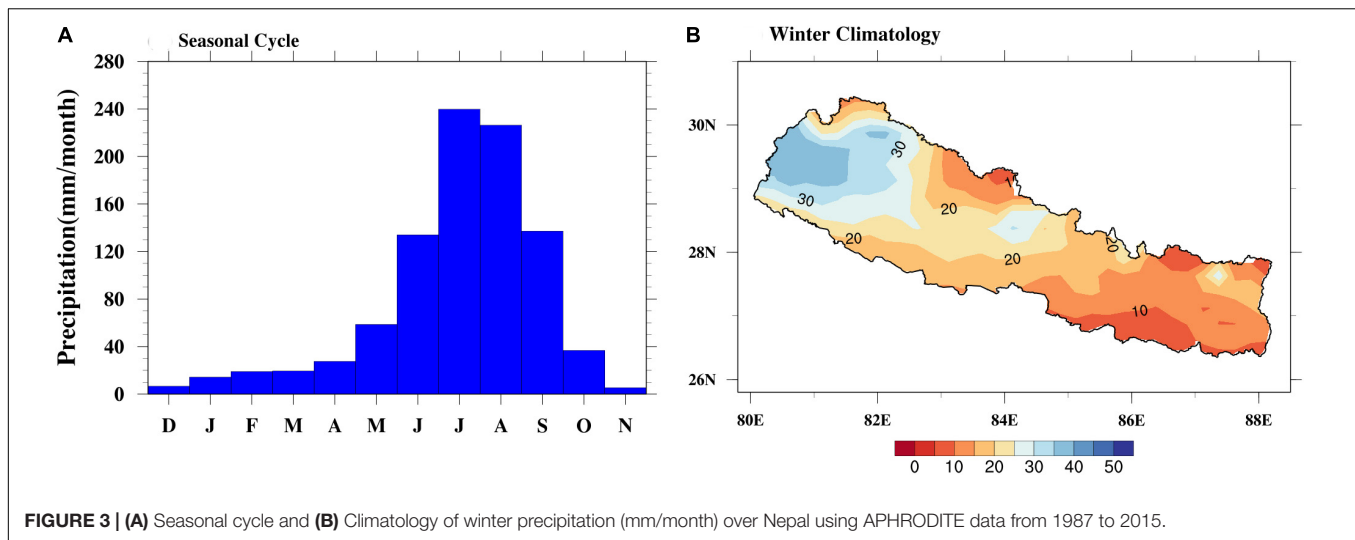 A
Seasonal Cycle
Precipitation(mm/month)
280
240
200
160
120
80
40
0
D J F M A M J J A S O N
B
Winter Climatology
30N
28N
26N
30
30
20
20
20
20
10
80E 82E 84E 86E 88E
0 10 20 30 40 50
FIGURE 3 | (A) Seasonal cycle and (B) Climatology of winter precipitation (mm/month) over Nepal using APHRODITE data from 1987 to 2015.